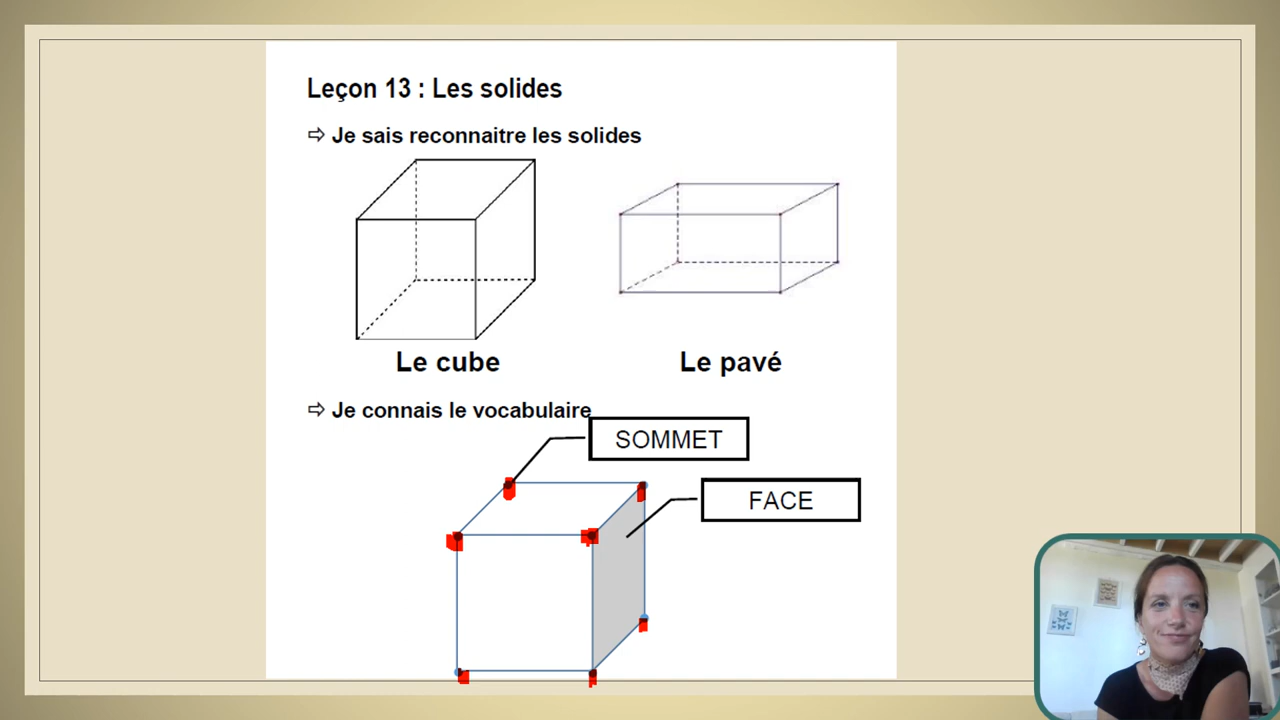 Leçon 13 : Les solides
⇨ Je sais reconnaitre les solides
Le cube
Le pavé
⇨ Je connais le vocabulaire
SOMMET
FACE